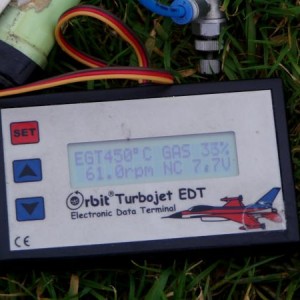 SET
EGT450°C GAS 33%
61.0rpm NC 7.7V
Orbit® Turbojet EDT
Electronic Data Terminal
CE